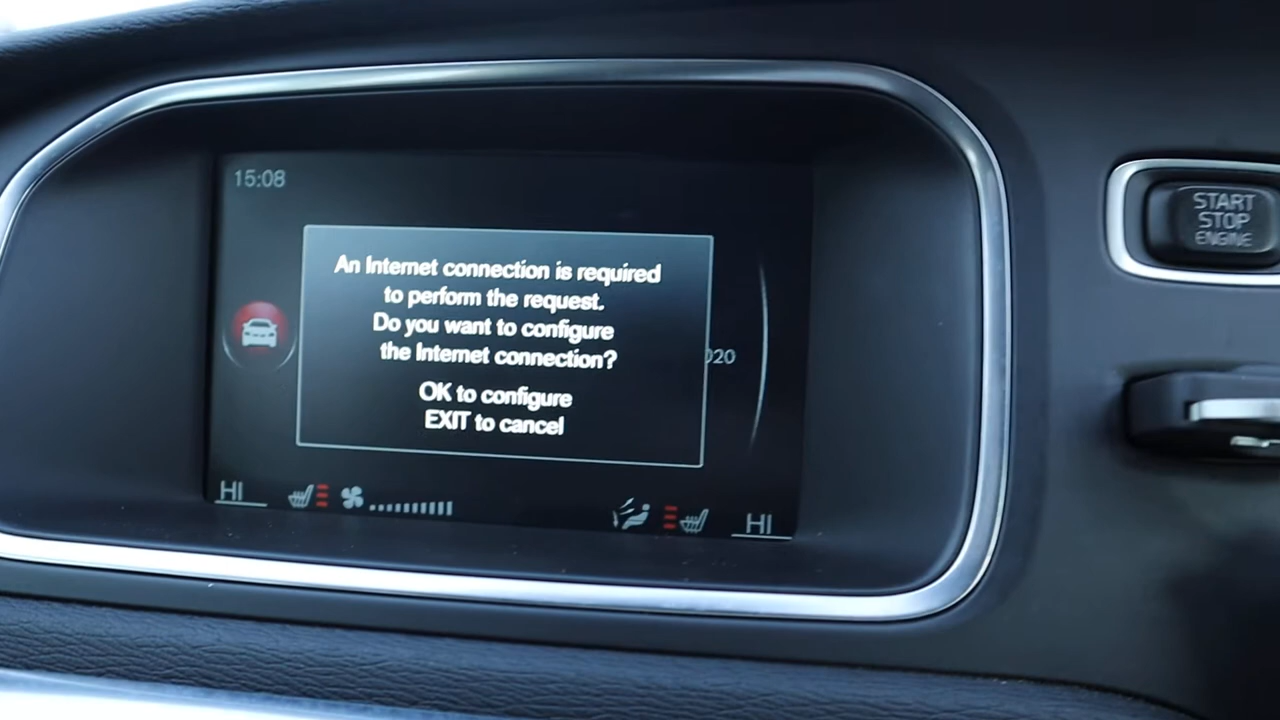 15:08
An Internet connection is required
to perform the request.
Do you want to configure
the Internet connection?
OK to configure
EXIT to cancel
020
HI
HI
START
STOP
ENGINE